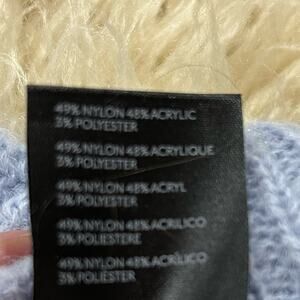 49% NYLON 48% ACRYLIC
3% POLYESTER
49% NYLON 48% ACRYLIQUE
3% POLYESTER
49% NYLON 48% ACRYL
3% POLYESTER
49% NYLON 48% ACRILICO
3% POLIESTERE
49% NYLON 48% ACRÍLICO
3% POLIÉSTER